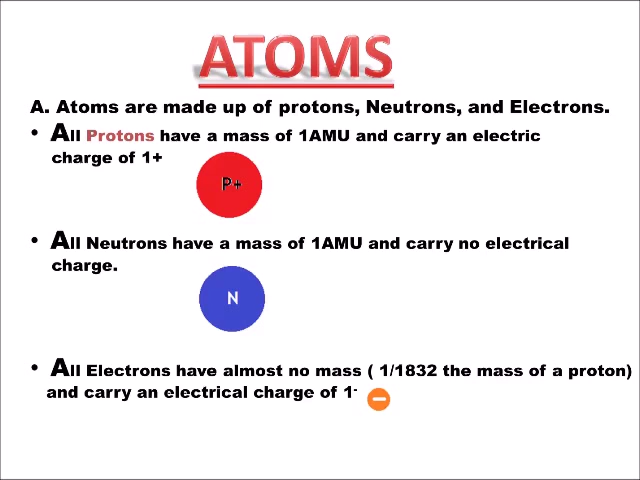 ATOMS
A. Atoms are made up of protons, Neutrons, and Electrons.
• All Protons have a mass of 1AMU and carry an electric
charge of 1+
P+
• All Neutrons have a mass of 1AMU and carry no electrical
charge.
N
• All Electrons have almost no mass ( 1/1832 the mass of a proton)
and carry an electrical charge of 1-
−